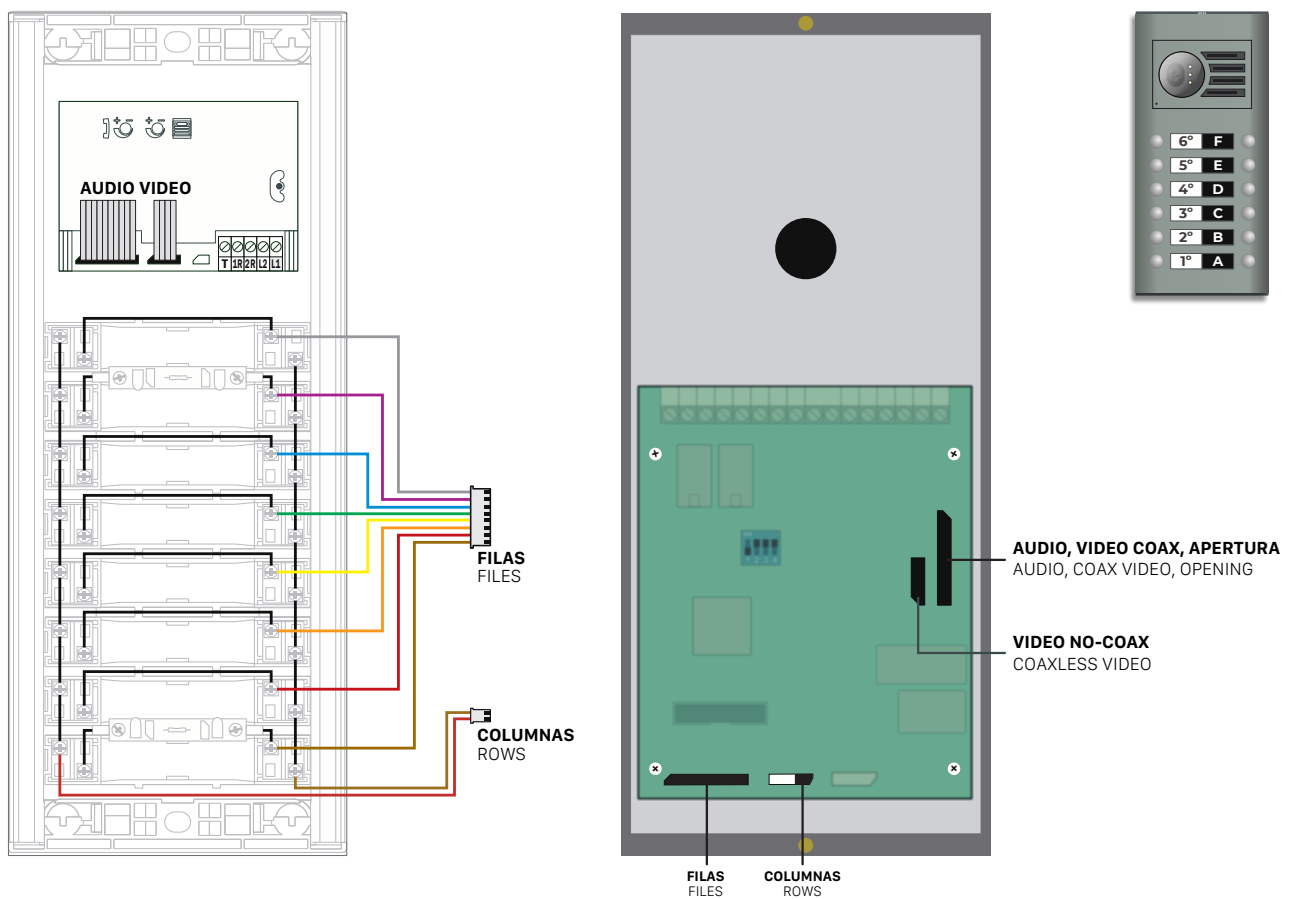 AUDIO VIDEO
T 1R 2R L2 L1
FILAS
FILES
COLUMNAS
ROWS
AUDIO, VIDEO COAX, APERTURA
AUDIO, COAX VIDEO, OPENING
VIDEO NO-COAX
COAXLESS VIDEO
FILAS
FILES
COLUMNAS
ROWS
6º F
5º E
4º D
3º C
2º B
1º A